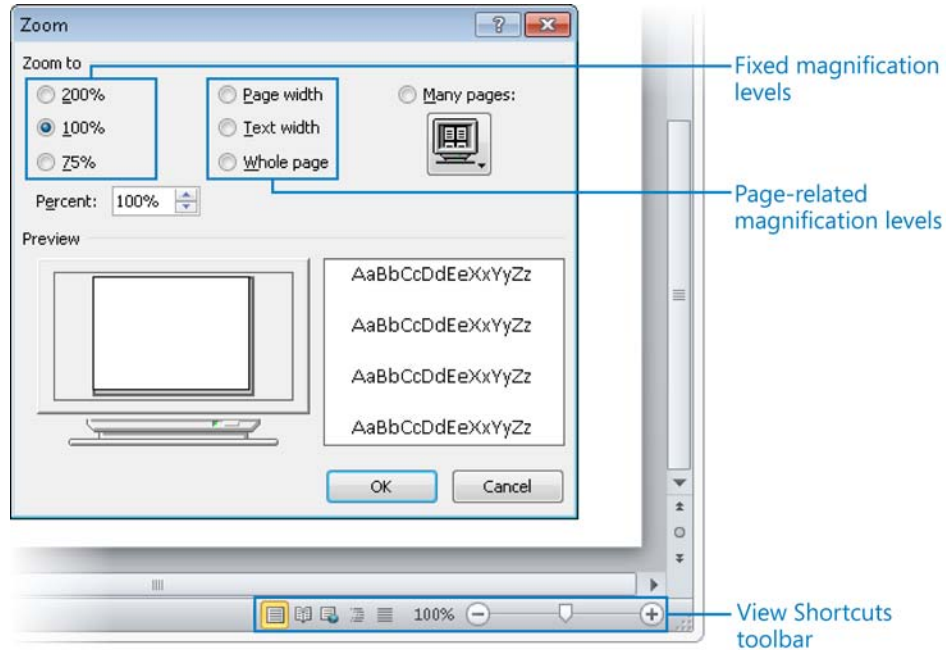 Zoom
Zoom to
200%
100%
75%
Page width
Text width
Whole page
Many pages:
Percent: 100%
Preview
AaBbCcDdEeXxYyZz
AaBbCcDdEeXxYyZz
AaBbCcDdEeXxYyZz
AaBbCcDdEeXxYyZz
OK Cancel
100%
Fixed magnification
levels
Page-related
magnification levels
View Shortcuts
toolbar